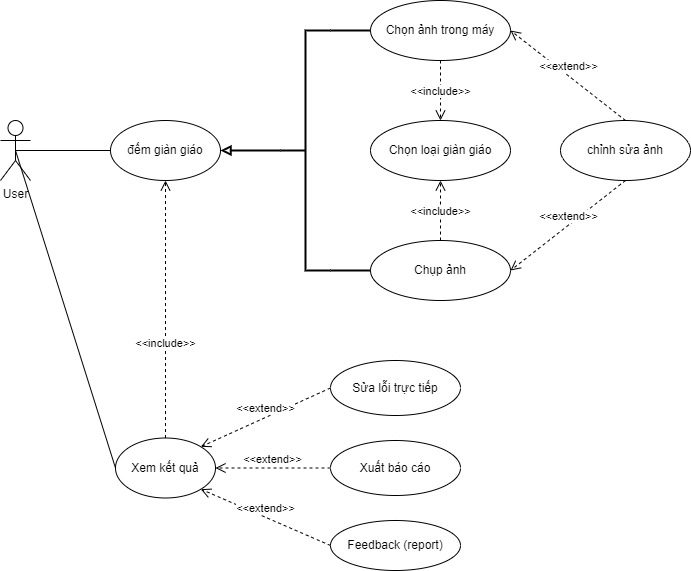 Chọn ảnh trong máy
<<extend>>
<<include>>
User
đếm giàn giáo
Chọn loại giàn giáo
chỉnh sửa ảnh
<<include>>
<<extend>>
Chụp ảnh
<<include>>
Sửa lỗi trực tiếp
<<extend>>
Xem kết quả
<<extend>>
Xuất báo cáo
<<extend>>
Feedback (report)